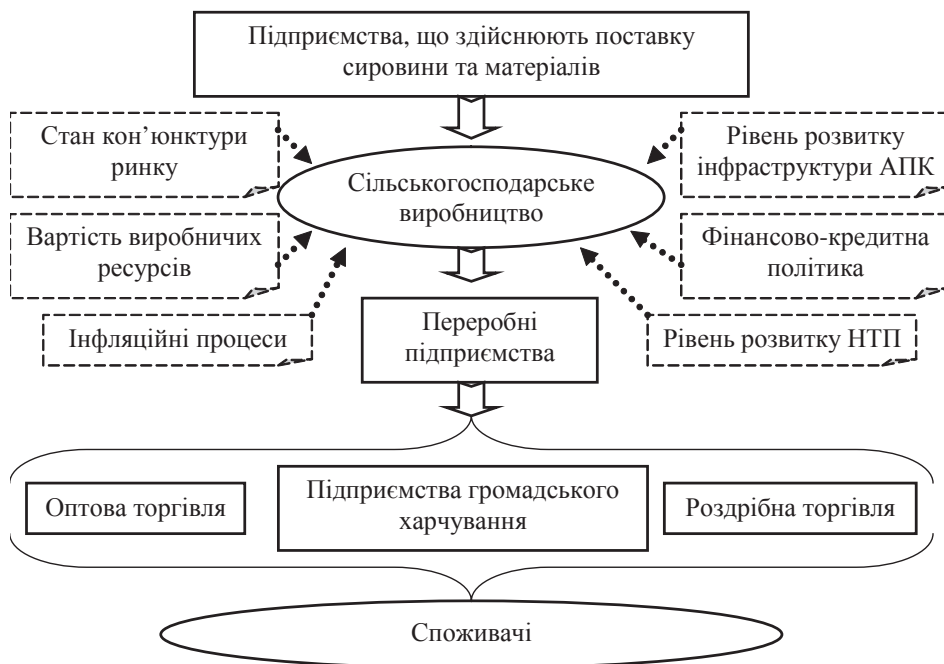 Підприємства, що здійснюють поставку
сировини та матеріалів
Стан кон’юнктури
ринку
Рівень розвитку
інфраструктури АПК
Сільськогосподарське
виробництво
Вартість виробничих
ресурсів
Фінансово-кредитна
політика
Інфляційні процеси
Переробні
підприємства
Рівень розвитку НТП
Оптова торгівля
Підприємства громадського
харчування
Роздрібна торгівля
Споживачі